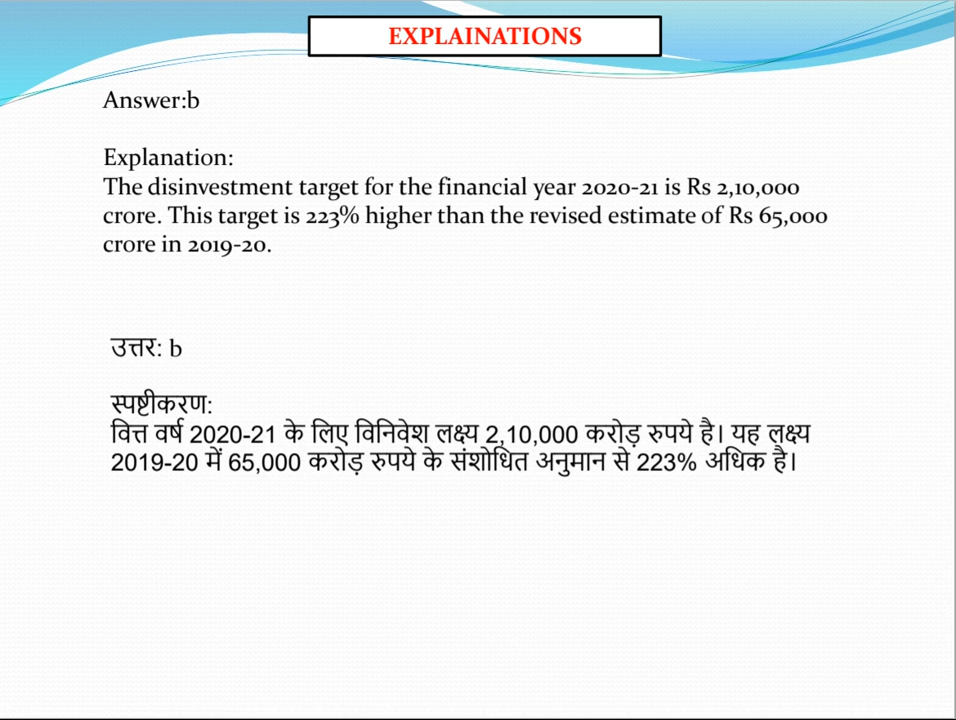 EXPLAINATIONS
Answer:b
Explanation:
The disinvestment target for the financial year 2020-21 is Rs 2,10,000
crore. This target is 223% higher than the revised estimate of Rs 65,000
crore in 2019-20.
उत्तर: b
स्पष्टीकरण:
वित्त वर्ष 2020-21 के लिए विनिवेश लक्ष्य 2,10,000 करोड़ रुपये है। यह लक्ष्य
2019-20 में 65,000 करोड़ रुपये के संशोधित अनुमान से 223% अधिक है।